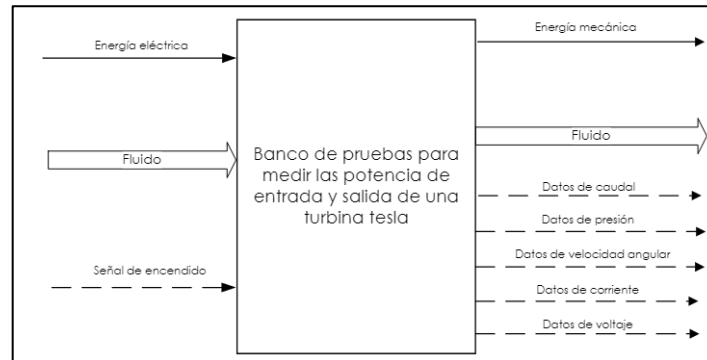 Energía eléctrica
Fluido
Señal de encendido
Banco de pruebas para
medir las potencia de
entrada y salida de una
turbina tesla
Energía mecánica
Fluido
Datos de caudal
Datos de presión
Datos de velocidad angular
Datos de corriente
Datos de voltaje